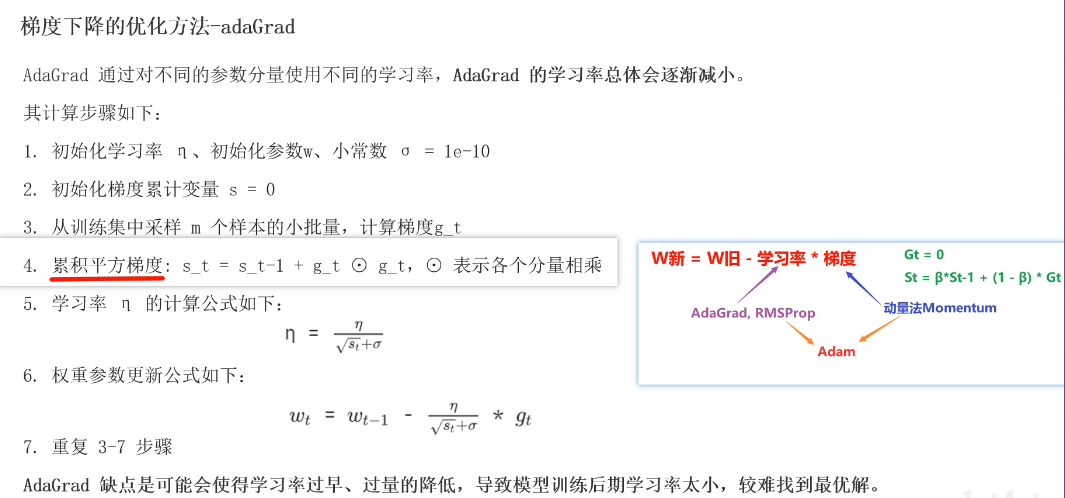 梯度下降的优化方法-adaGrad
AdaGrad 通过对不同的参数分量使用不同的学习率，AdaGrad 的学习率总体会逐渐减小。
其计算步骤如下：
1. 初始化学习率 η、初始化参数w、小常数 σ = 1e-10
2. 初始化梯度累计变量 s = 0
3. 从训练集中采样 m 个样本的小批量，计算梯度g_t
4. 累积平方梯度: s_t = s_t-1 + g_t ⊙ g_t，⊙ 表示各个分量相乘
5. 学习率 η 的计算公式如下：
η = η / (√s_t + σ)
6. 权重参数更新公式如下：
w_t = w_{t-1} - η / (√s_t + σ) * g_t
7. 重复 3-7 步骤
AdaGrad 缺点是可能会使得学习率过早、过量的降低，导致模型训练后期学习率太小，较难找到最优解。
W新 = W旧 - 学习率 * 梯度
Gt = 0
St = β*St-1 + (1 - β) * Gt
AdaGrad, RMSProp
动量法Momentum
Adam